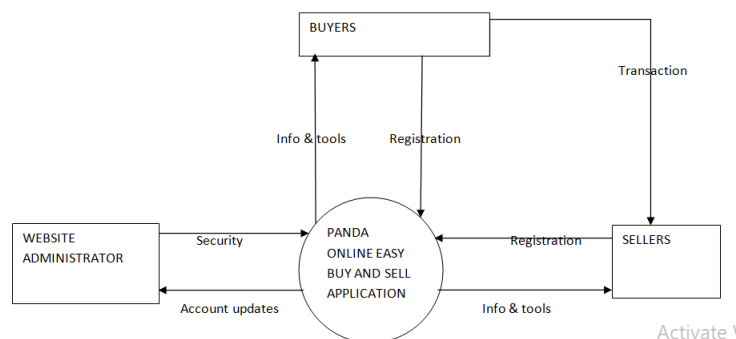 BUYERS
Transaction
Info & tools
Registration
WEBSITE
ADMINISTRATOR
Security
PANDA
ONLINE EASY
BUY AND SELL
APPLICATION
Registration
SELLERS
Account updates
Info & tools
Activate